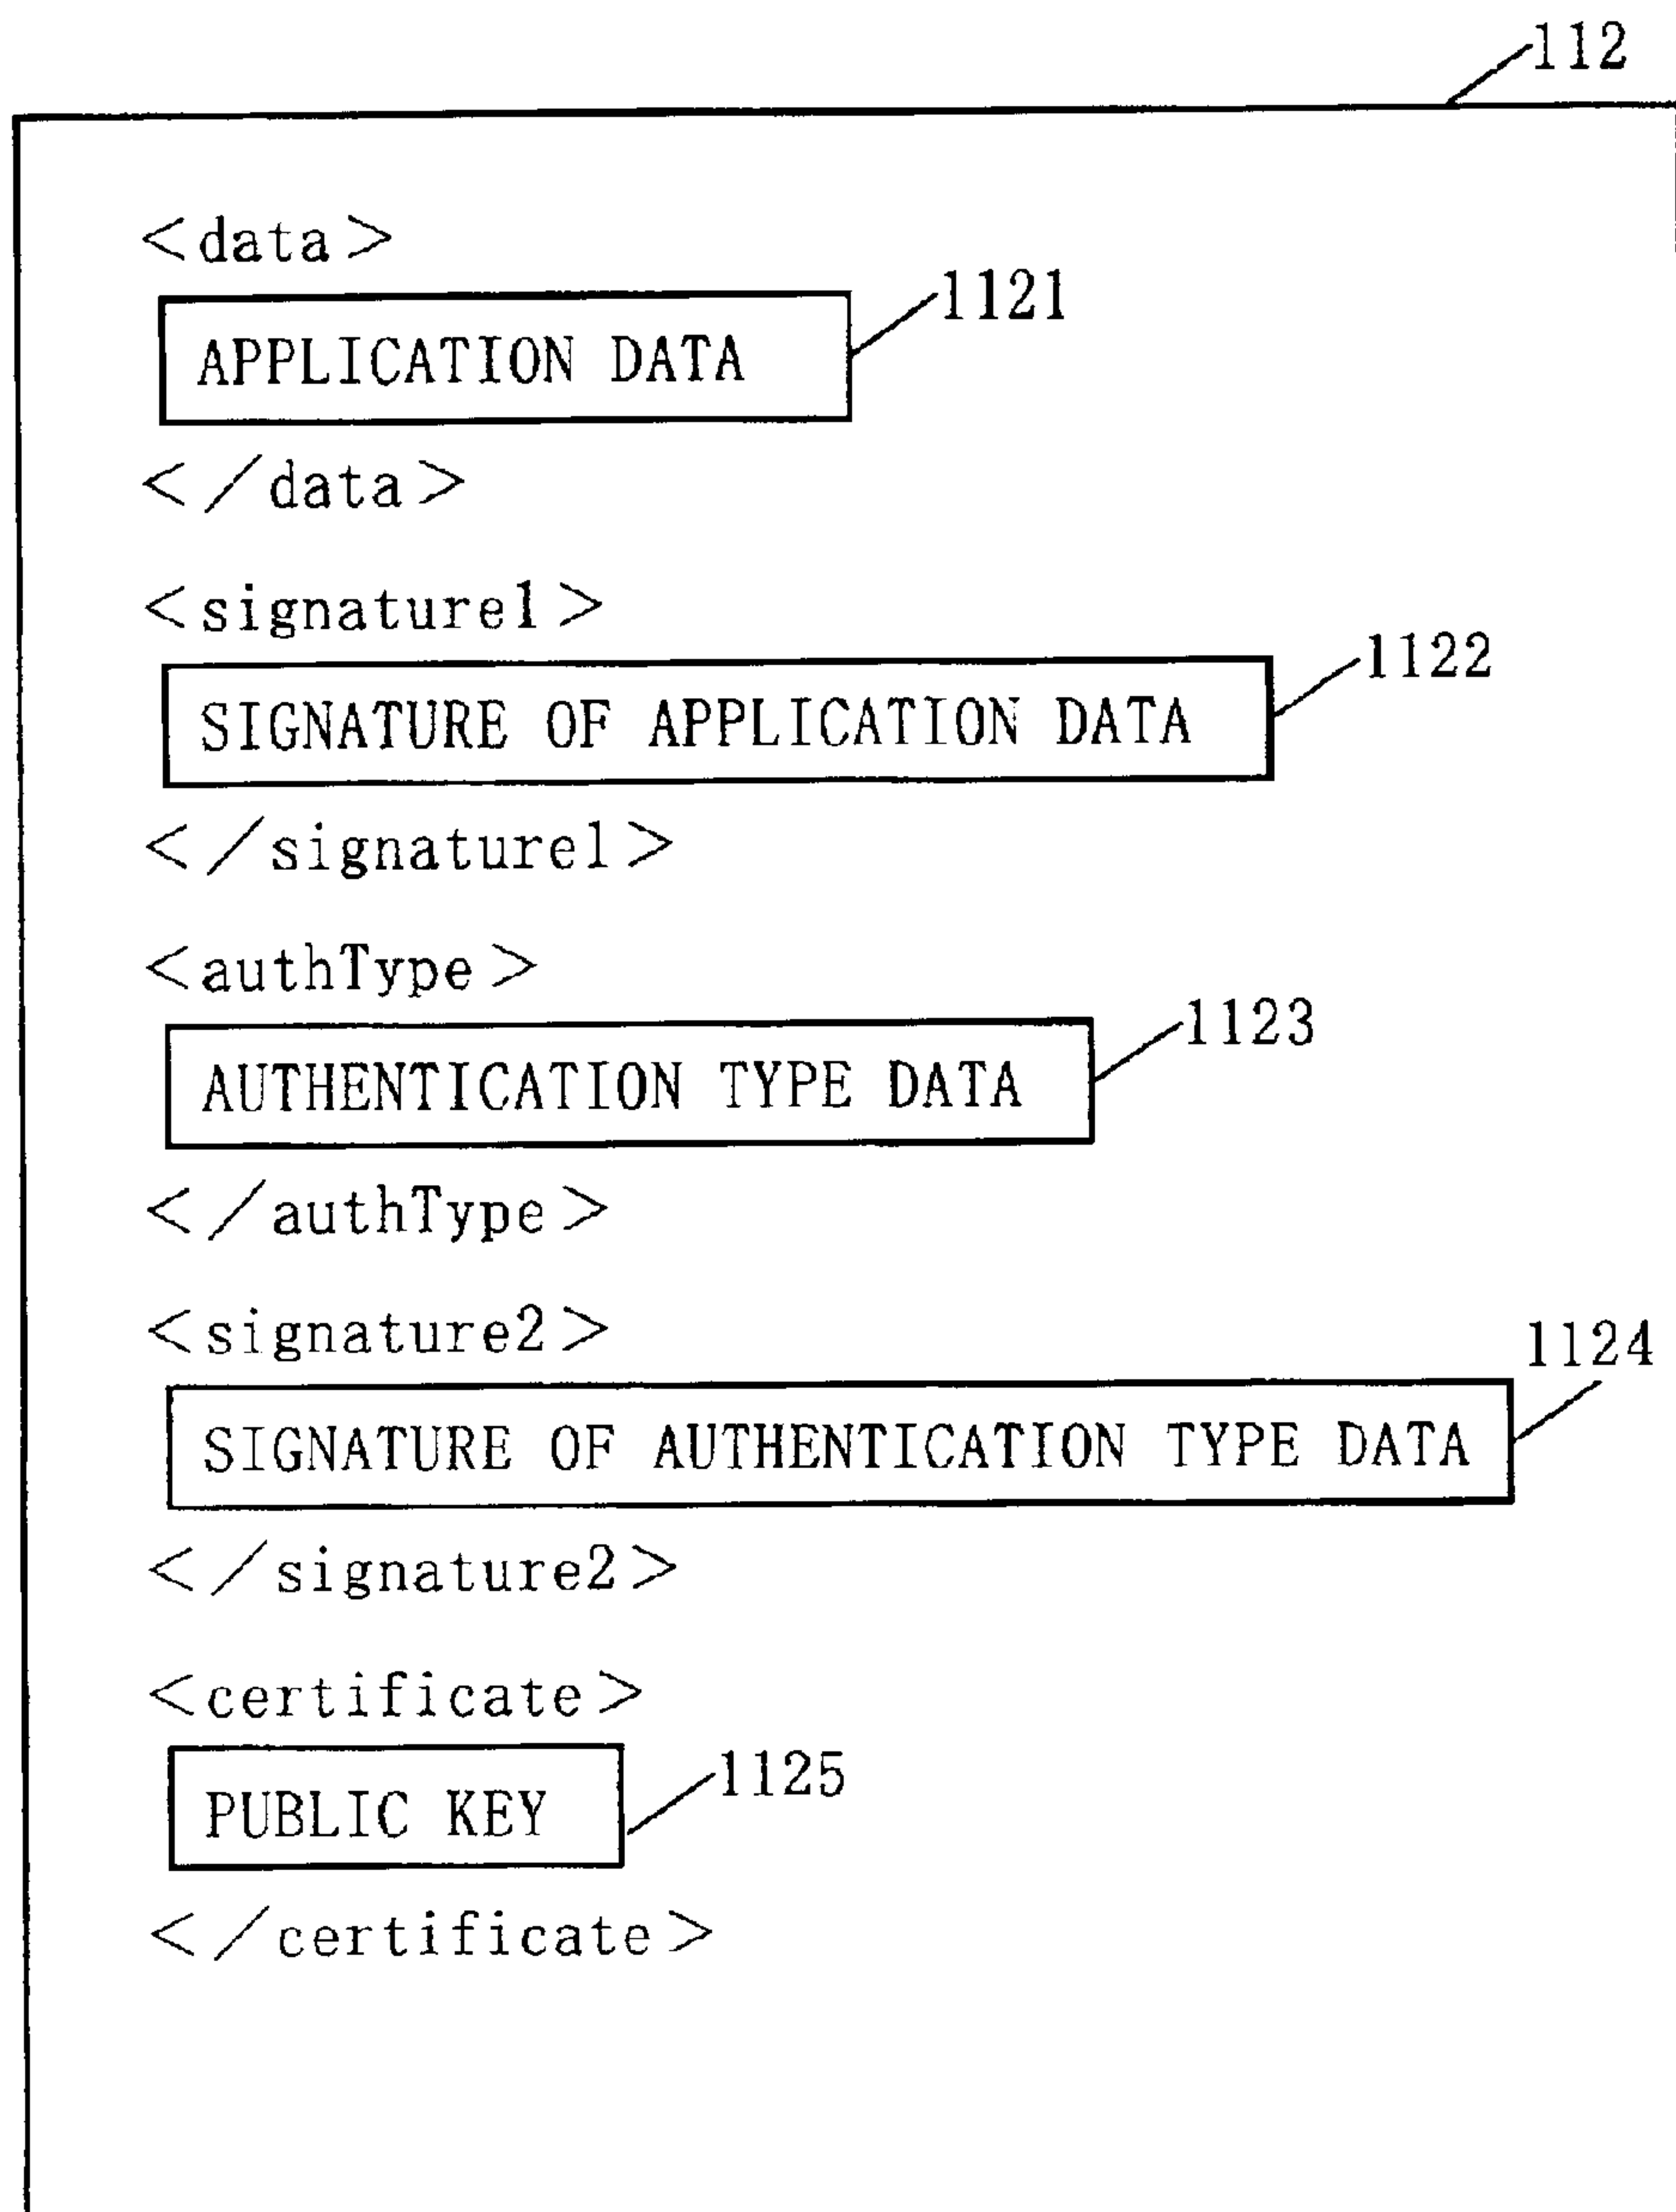 112
<data>
1121
APPLICATION DATA
</data>
<signature1>
1122
SIGNATURE OF APPLICATION DATA
</signature1>
<authType>
1123
AUTHENTICATION TYPE DATA
</authType>
<signature2>
1124
SIGNATURE OF AUTHENTICATION TYPE DATA
</signature2>
<certificate>
1125
PUBLIC KEY
</certificate>